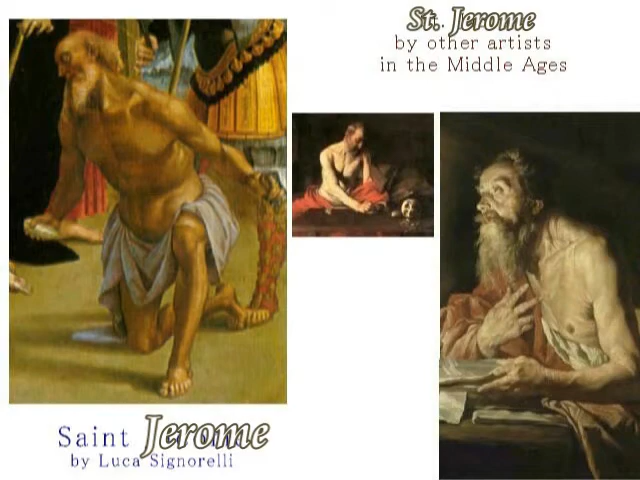 St. Jerome
by other artists
in the Middle Ages
Saint Jerome
by Luca Signorelli